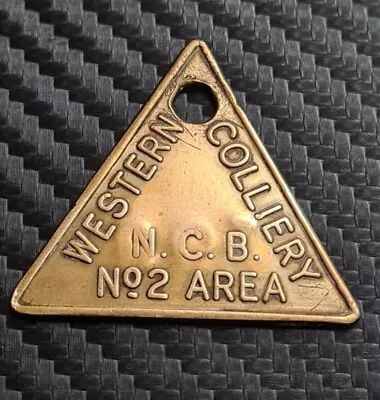 WESTERN
COLLIERY
N. C. B.
Nº2 AREA